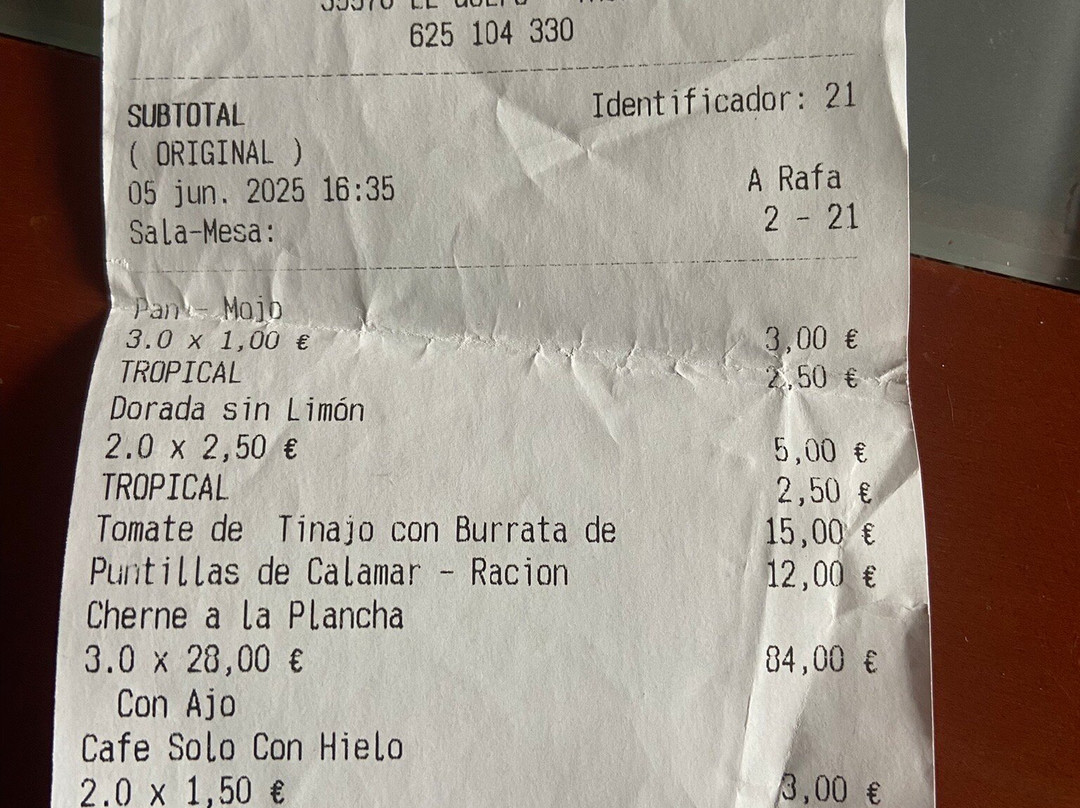 625 104 330
SUBTOTAL Identificador: 21
( ORIGINAL )
05 jun. 2025 16:35 A Rafa
Sala-Mesa: 2 - 21
Pan - Mojo
3.0 x 1,00 € 3,00 €
TROPICAL 2,50 €
Dorada sin Limón
2.0 x 2,50 € 5,00 €
TROPICAL 2,50 €
Tomate de Tinajo con Burrata de 15,00 €
Puntillas de Calamar - Racion 12,00 €
Cherne a la Plancha
3.0 x 28,00 € 84,00 €
Con Ajo
Cafe Solo Con Hielo
2.0 x 1,50 € 3,00 €